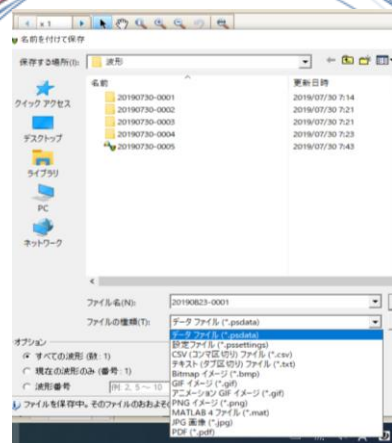 x 1
名前を付けて保存
保存する場所(I):
波形
名前
更新日時
クイック アクセス
デスクトップ
ライブラリ
PC
ネットワーク
20190730-0001
2019/07/30 7:14
20190730-0002
2019/07/30 7:21
20190730-0003
2019/07/30 7:21
20190730-0004
2019/07/30 7:23
20190730-0005
2019/07/30 7:43
ファイル名(N):
20190823-0001
ファイルの種類(T):
データ ファイル (*.psdata)
データ ファイル (*.psdata)
設定ファイル (*.pssettings)
CSV (コンマ区切り) ファイル (*.csv)
テキスト (タブ区切り) ファイル (*.txt)
Bitmap イメージ (*.bmp)
GIF イメージ (*.gif)
アニメーション GIF イメージ (*.gif)
PNG イメージ (*.png)
MATLAB 4 ファイル (*.mat)
JPG 画像 (*.jpg)
PDF (*.pdf)
オプション
すべての波形 (数: 1)
現在の波形のみ (番号: 1)
波形番号
例 2, 5～ 10
ファイルを保存中。そのファイルのおおよそ